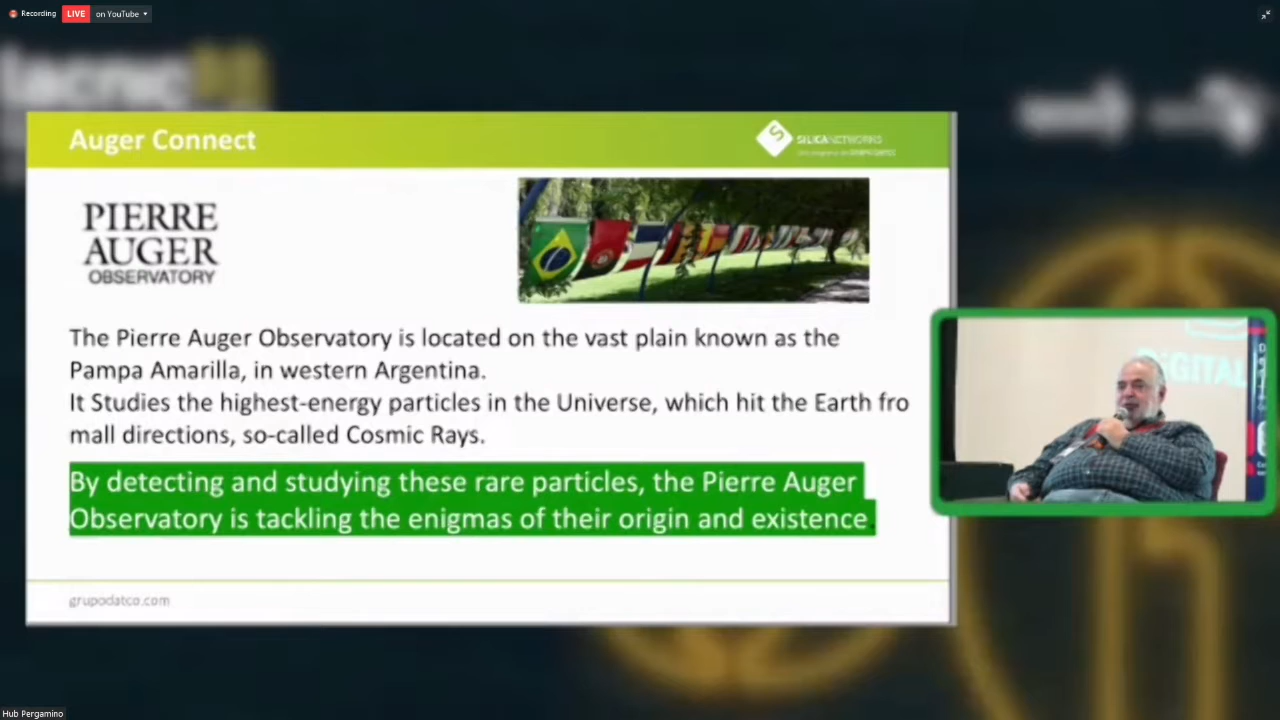 Recording LIVE on YouTube
lacnic
Auger Connect
SILICANETWORKS
PIERRE
AUGER
OBSERVATORY
The Pierre Auger Observatory is located on the vast plain known as the
Pampa Amarilla, in western Argentina.
It Studies the highest-energy particles in the Universe, which hit the Earth fro
mall directions, so-called Cosmic Rays.
By detecting and studying these rare particles, the Pierre Auger
Observatory is tackling the enigmas of their origin and existence.
DIGITAL
grupodatco.com
Hub Pergamino